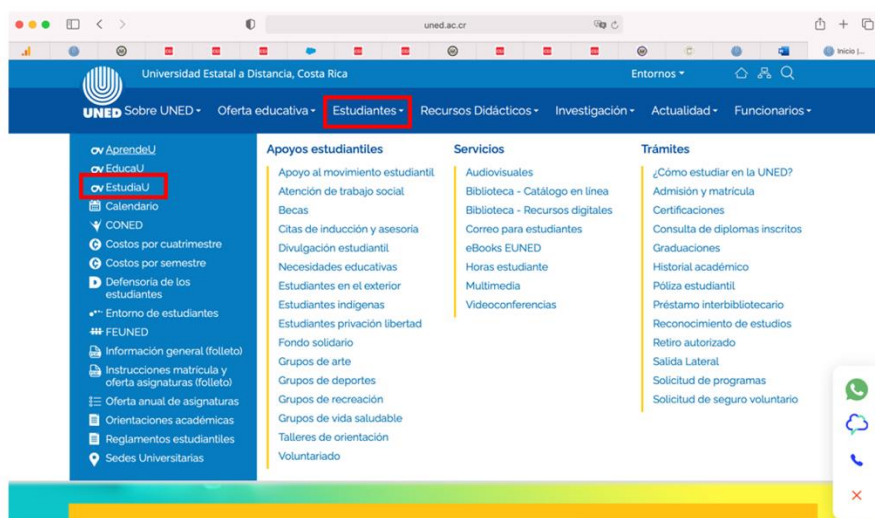 uned.ac.cr
Inicio |...
Universidad Estatal a Distancia, Costa Rica
Entornos
UNED
Sobre UNED
Oferta educativa
Estudiantes
Recursos Didácticos
Investigación
Actualidad
Funcionarios
AprendeU
EducaU
EstudiaU
Calendario
CONED
Costos por cuatrimestre
Costos por semestre
Defensoría de los
estudiantes
Entorno de estudiantes
FEUNED
Información general (folleto)
Instrucciones matrícula y
oferta asignaturas (folleto)
Oferta anual de asignaturas
Orientaciones académicas
Reglamentos estudiantiles
Sedes Universitarias
Apoyos estudiantiles
Apoyo al movimiento estudiantil
Atención de trabajo social
Becas
Citas de inducción y asesoría
Divulgación estudiantil
Necesidades educativas
Estudiantes en el exterior
Estudiantes indígenas
Estudiantes privación libertad
Fondo solidario
Grupos de arte
Grupos de deportes
Grupos de recreación
Grupos de vida saludable
Talleres de orientación
Voluntariado
Servicios
Audiovisuales
Biblioteca - Catálogo en línea
Biblioteca - Recursos digitales
Correo para estudiantes
eBooks EUNED
Horas estudiante
Multimedia
Videoconferencias
Trámites
¿Cómo estudiar en la UNED?
Admisión y matrícula
Certificaciones
Consulta de diplomas inscritos
Graduaciones
Historial académico
Póliza estudiantil
Préstamo interbibliotecario
Reconocimiento de estudios
Retiro autorizado
Salida Lateral
Solicitud de programas
Solicitud de seguro voluntario